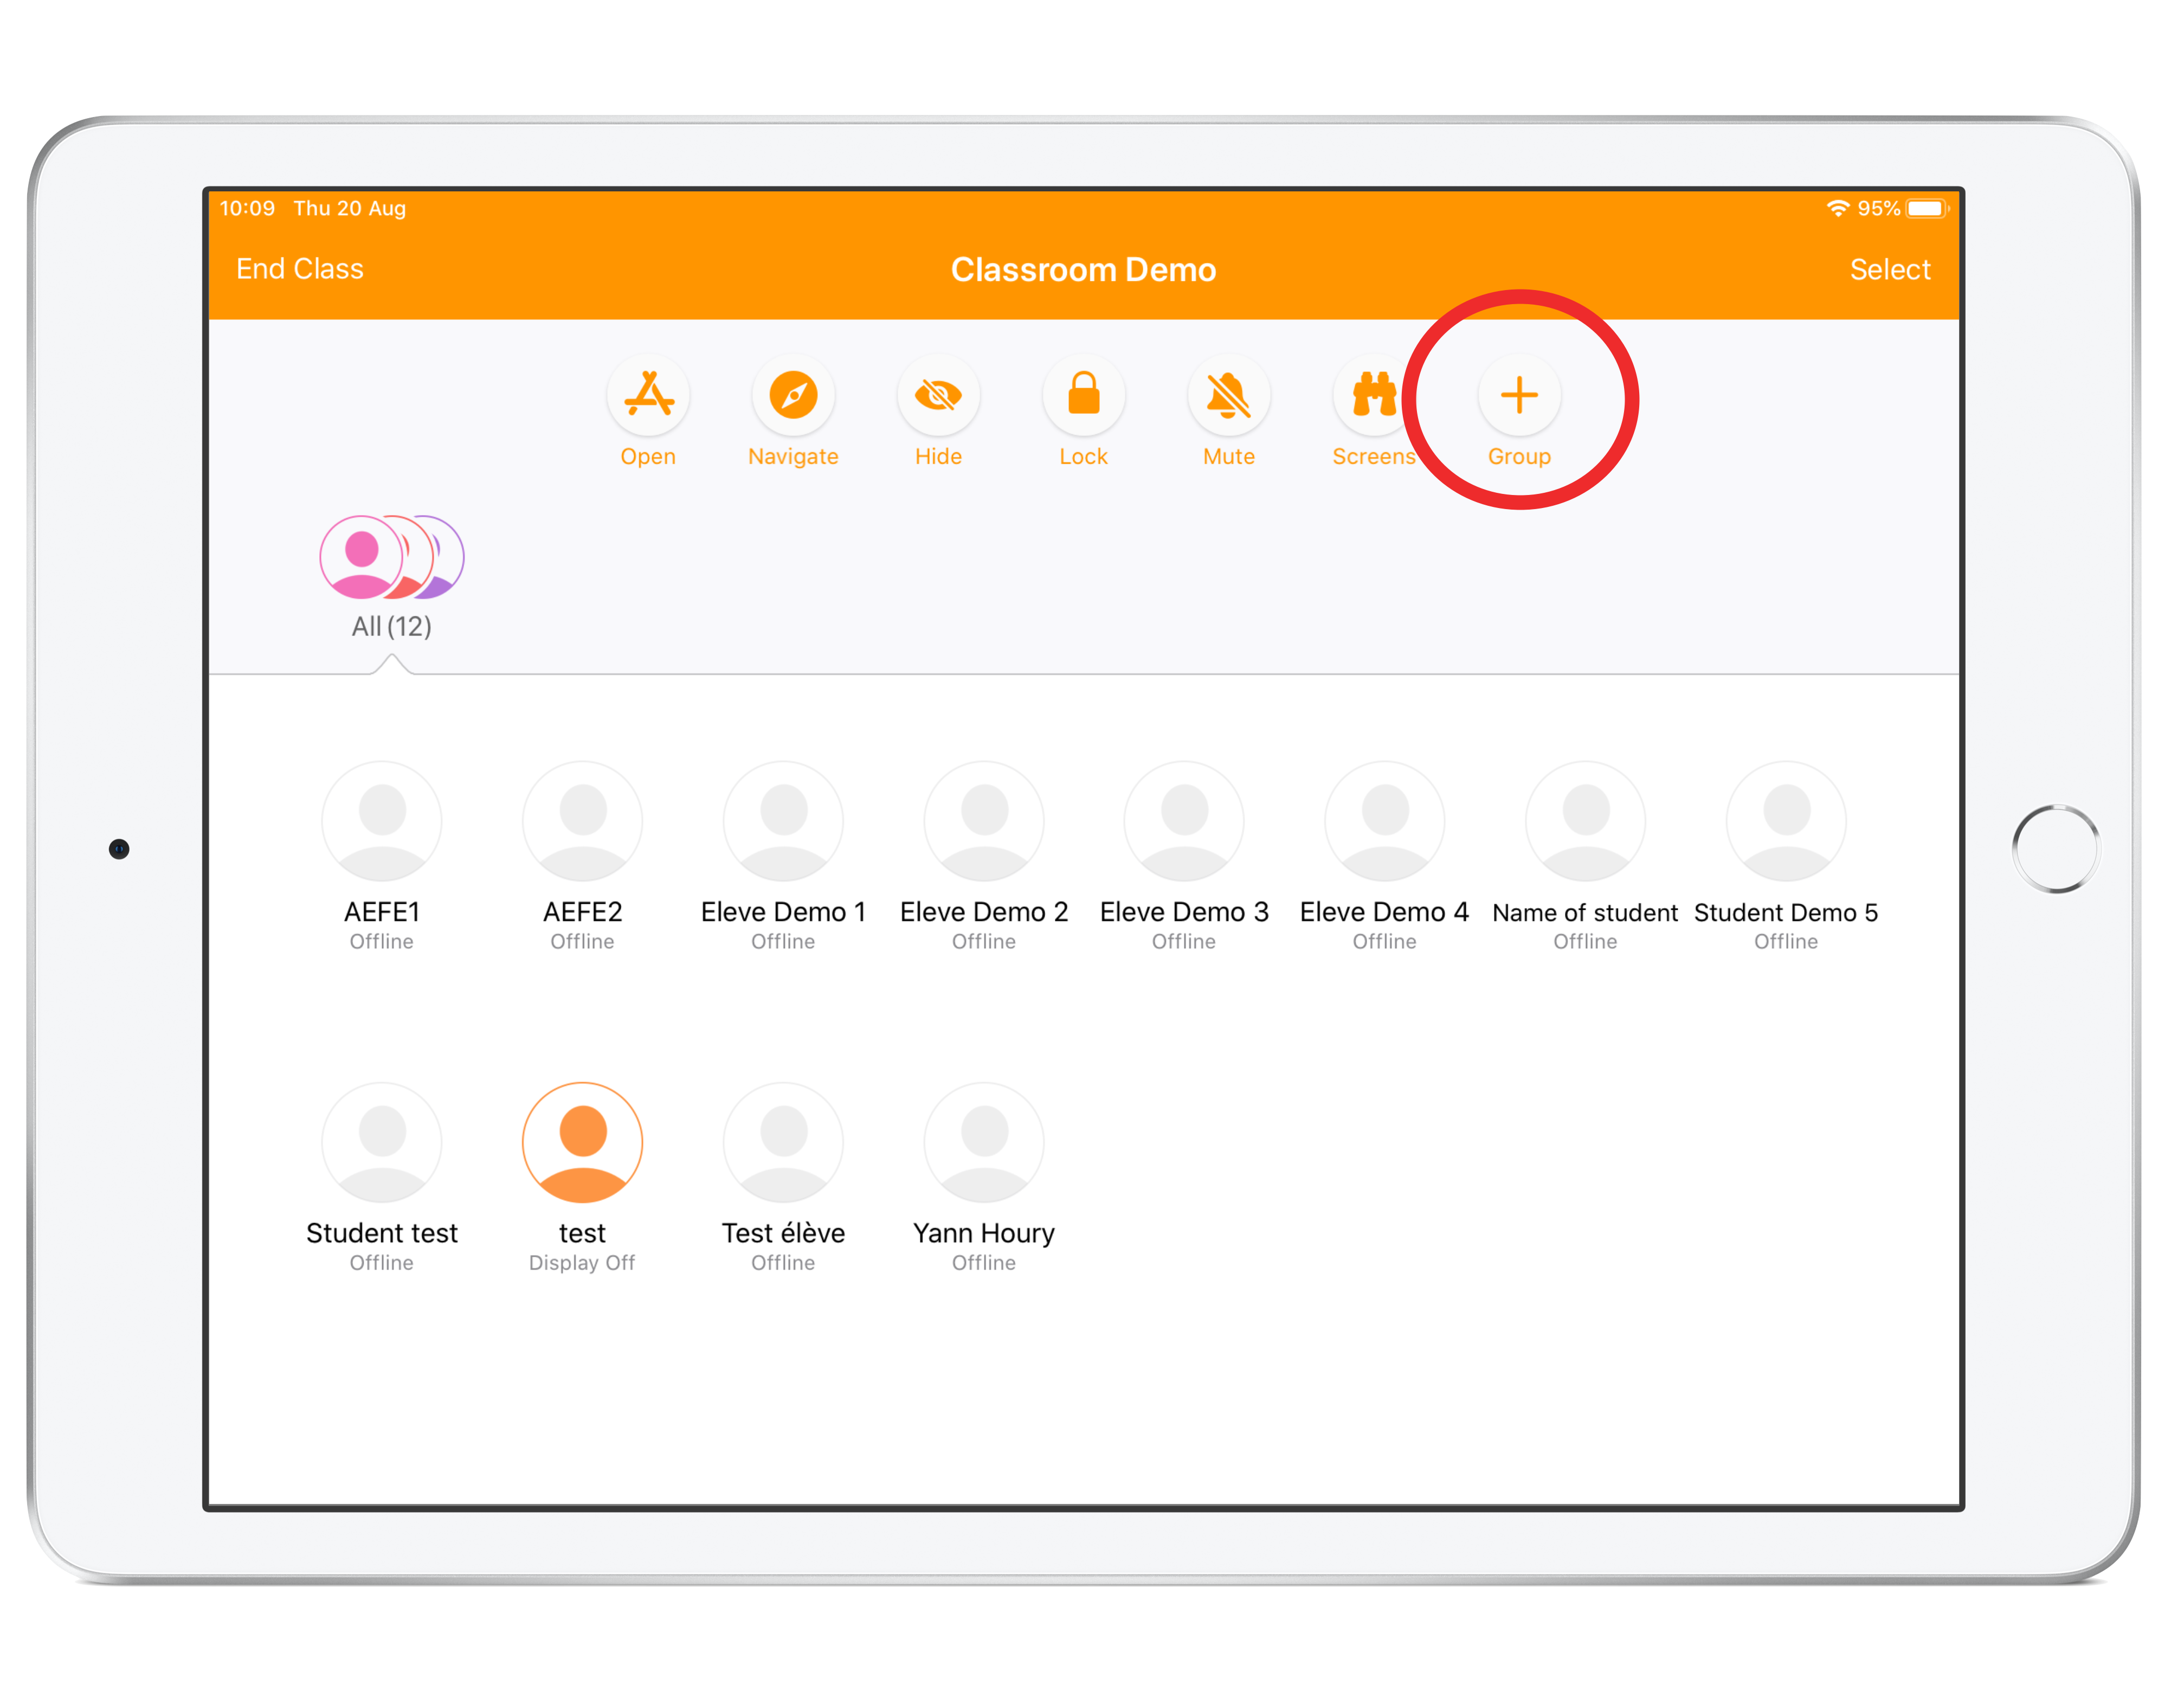 10:09 Thu 20 Aug 95%
End Class Classroom Demo Select
Open Navigate Hide Lock Mute Screens Group
All (12)
AEFE1 AEFE2 Eleve Demo 1 Eleve Demo 2 Eleve Demo 3 Eleve Demo 4 Name of student Student Demo 5
Offline Offline Offline Offline Offline Offline Offline Offline
Student test test Test élève Yann Houry
Offline Display Off Offline Offline